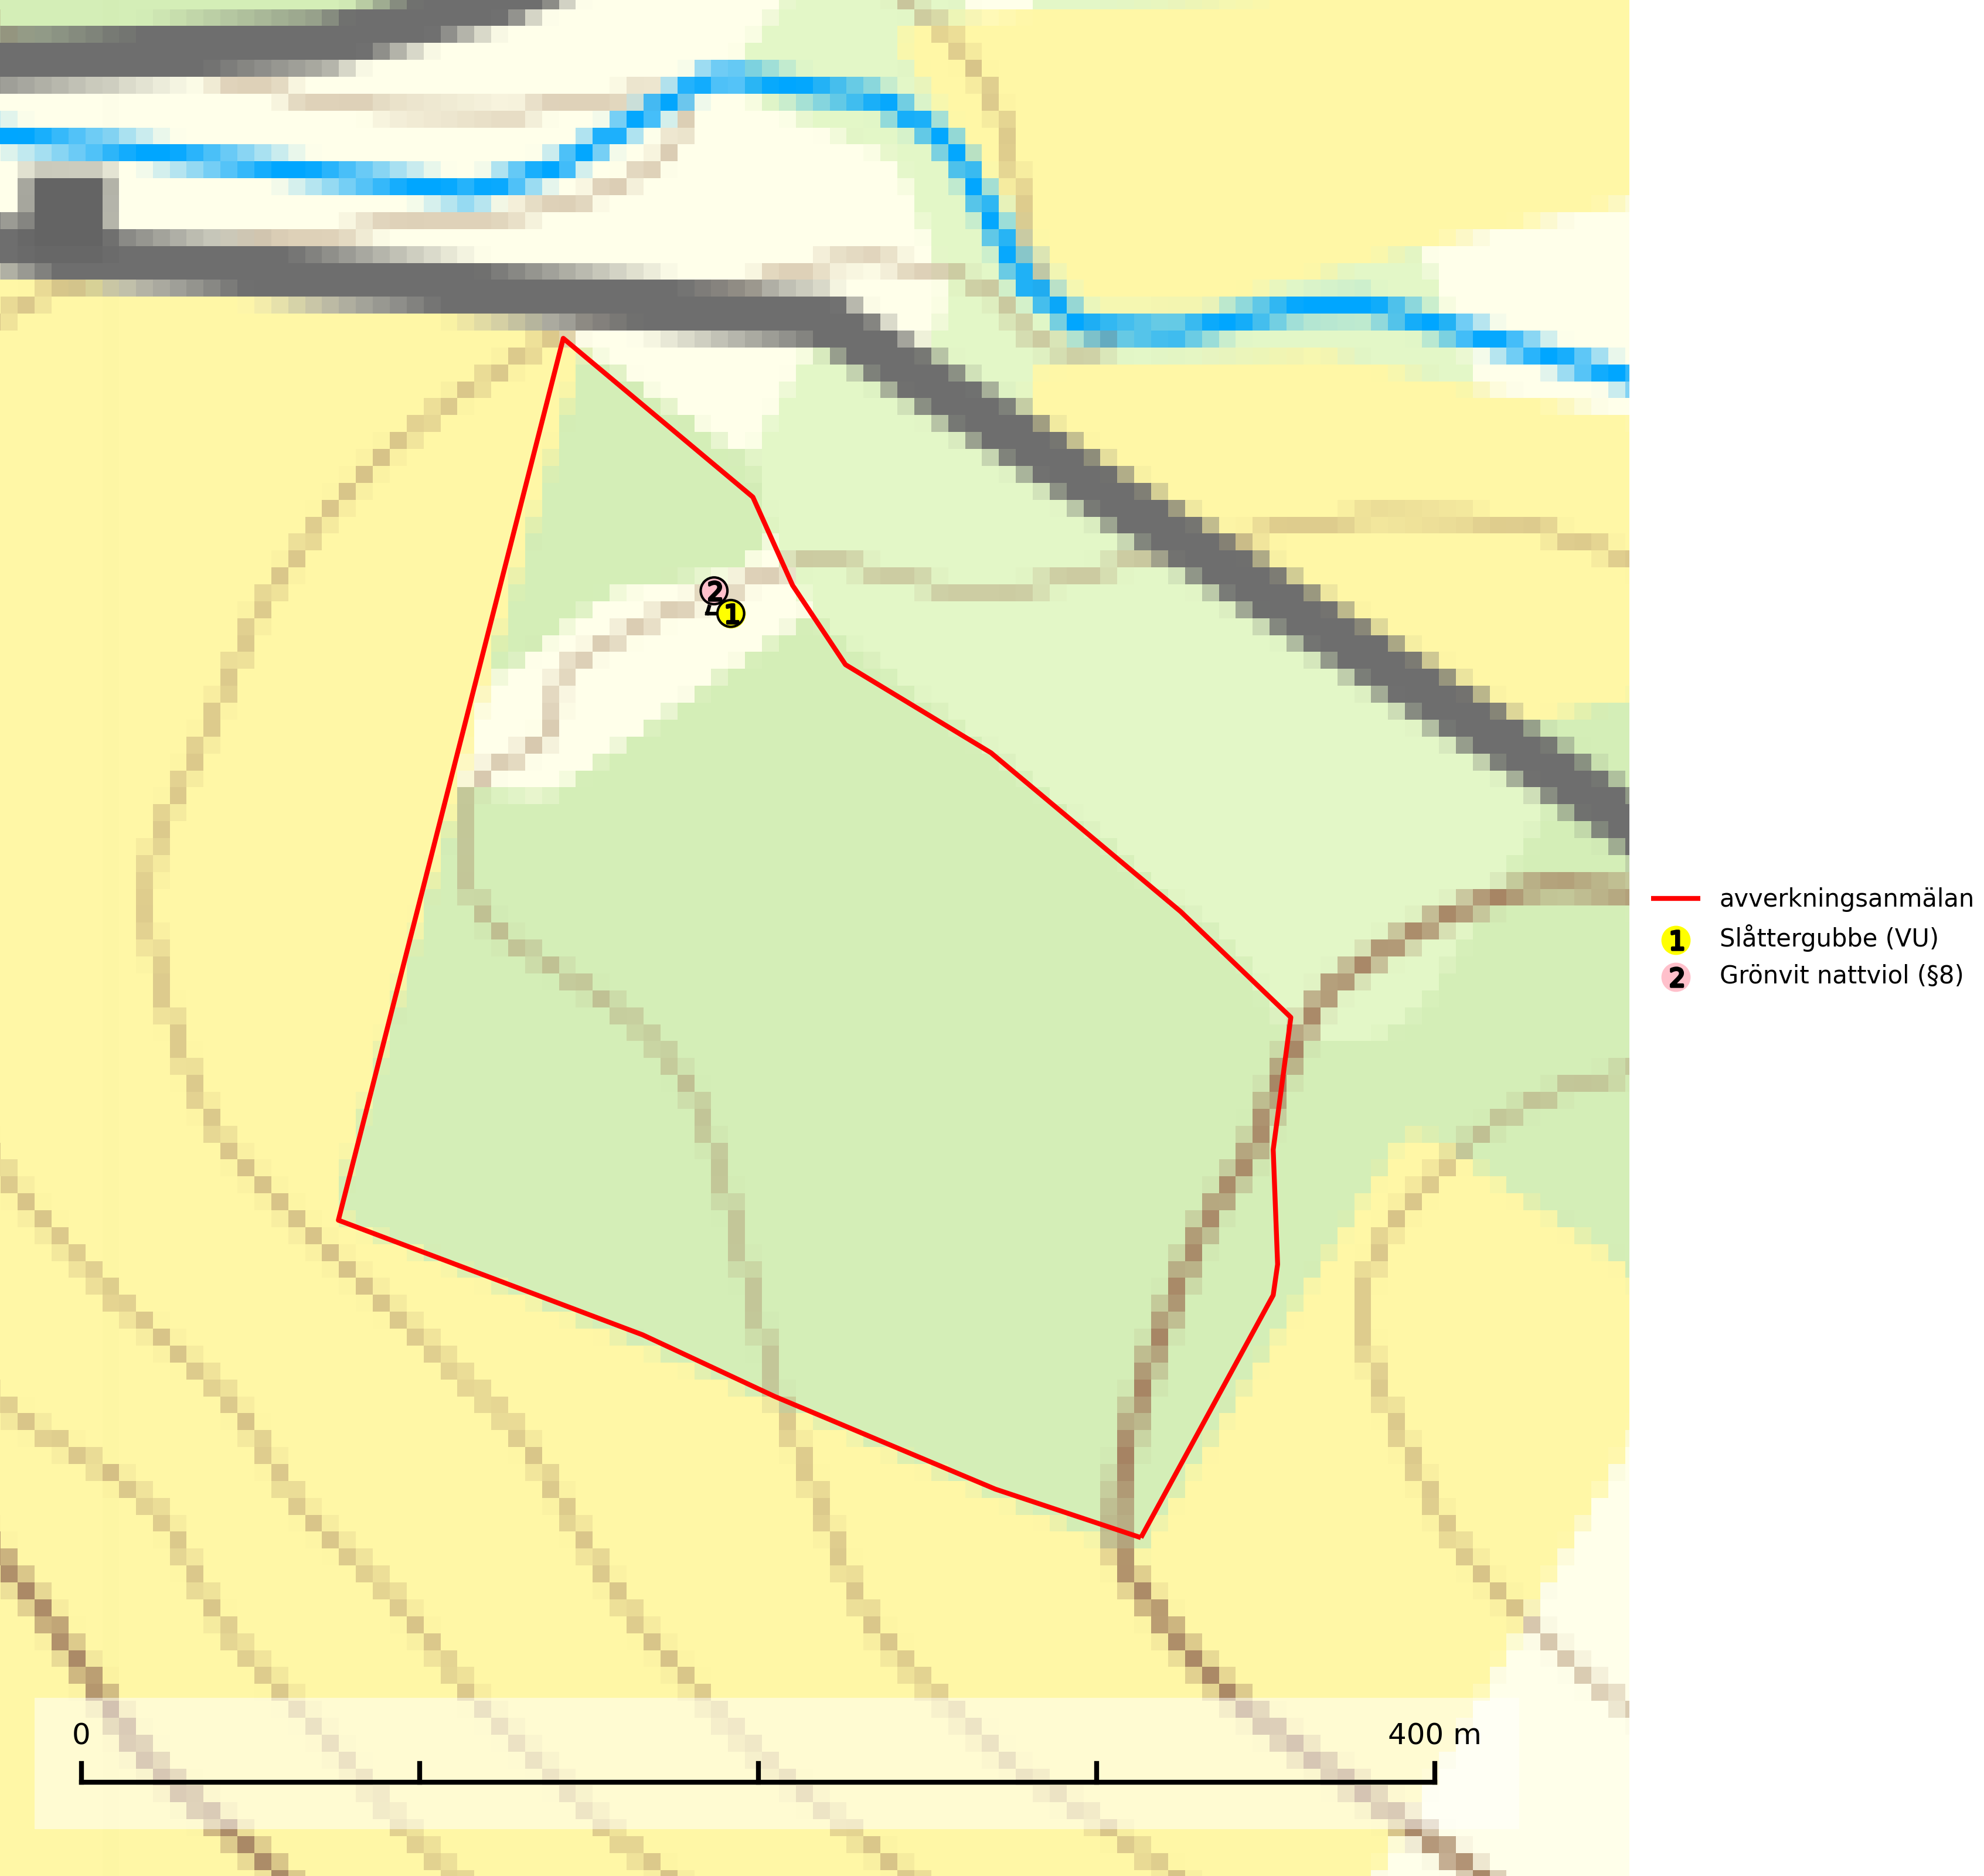 2
1
avverkningsanmälan
1 Slåttergubbe (VU)
2 Grönvit nattviol (§8)
0 400 m